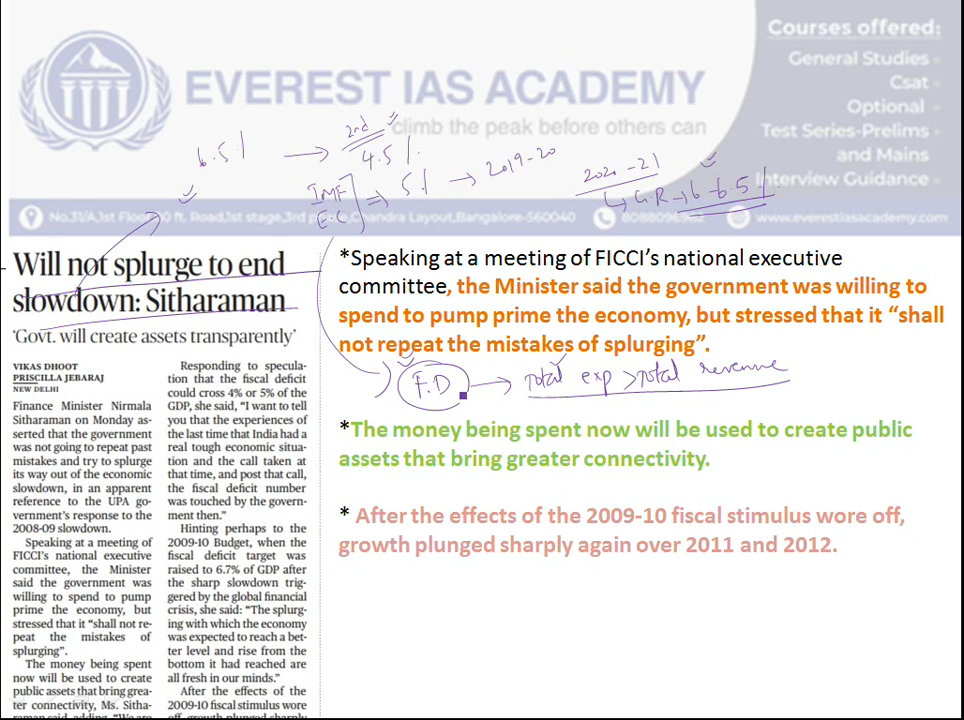 Courses offered:
General Studies
Csat
Optional
Test Series-Prelims
and Mains
Interview Guidance
EVEREST IAS ACADEMY
climb the peak before others can
6.5%
2nd
4.5%
IMF
E.C
5%
2019-20
2020-21
G.R
6-6.5%
No.31/A,1st
Road,1st stage,3rd
Chandra Layout,Bangalore-560040
www.everestiasacademy.com
Will not splurge to end
slowdown: Sitharaman
‘Govt. will create assets transparently’
VIKAS DHOOT
PRISCILLA JEBARAJ
NEW DELHI
Finance Minister Nirmala
Sitharaman on Monday as-
serted that the government
was not going to repeat past
mistakes and try to splurge
its way out of the economic
slowdown, in an apparent
reference to the UPA go-
vernment’s response to the
2008-09 slowdown.
Speaking at a meeting of
FICCI’s national executive
committee, the Minister
said the government was
willing to spend to pump
prime the economy, but
stressed that it “shall not re-
peat the mistakes of
splurging”.
The money being spent
now will be used to create
public assets that bring grea-
ter connectivity, Ms. Sitha-
Responding to specula-
tion that the fiscal deficit
could cross 4% or 5% of the
GDP, she said, “I want to tell
you that the experiences of
the last time that India had a
real tough economic situa-
tion and the call taken at
that time, and post that call,
the fiscal deficit number
was touched by the govern-
ment then.”
Hinting perhaps to the
2009-10 Budget, when the
fiscal deficit target was
raised to 6.7% of GDP after
the sharp slowdown trig-
gered by the global financial
crisis, she said: “The splurg-
ing with which the economy
was expected to reach a bet-
ter level and rise from the
bottom it had reached are
all fresh in our minds.”
After the effects of the
2009-10 fiscal stimulus wore
*Speaking at a meeting of FICCI’s national executive
committee, the Minister said the government was willing to
spend to pump prime the economy, but stressed that it “shall
not repeat the mistakes of splurging”.
F.D
Total exp > Total revenue
*The money being spent now will be used to create public
assets that bring greater connectivity.
* After the effects of the 2009-10 fiscal stimulus wore off,
growth plunged sharply again over 2011 and 2012.